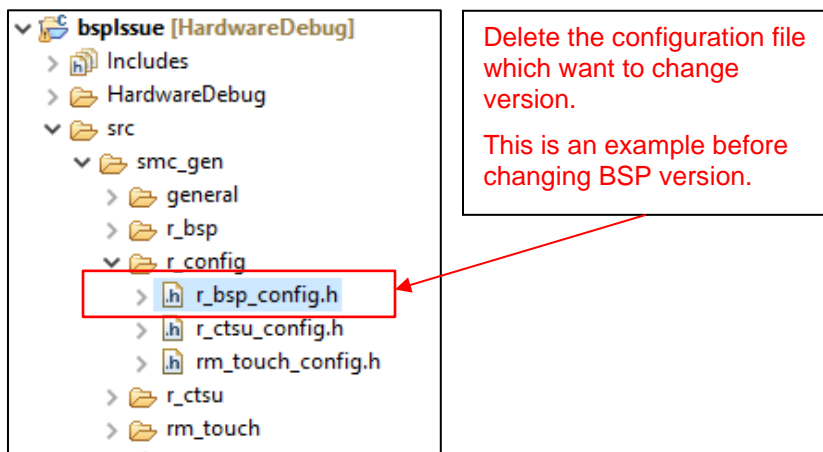 bspIssue [HardwareDebug]
Includes
HardwareDebug
src
smc_gen
general
r_bsp
r_config
r_bsp_config.h
r_ctsu_config.h
rm_touch_config.h
r_ctsu
rm_touch
Delete the configuration file
which want to change
version.
This is an example before
changing BSP version.